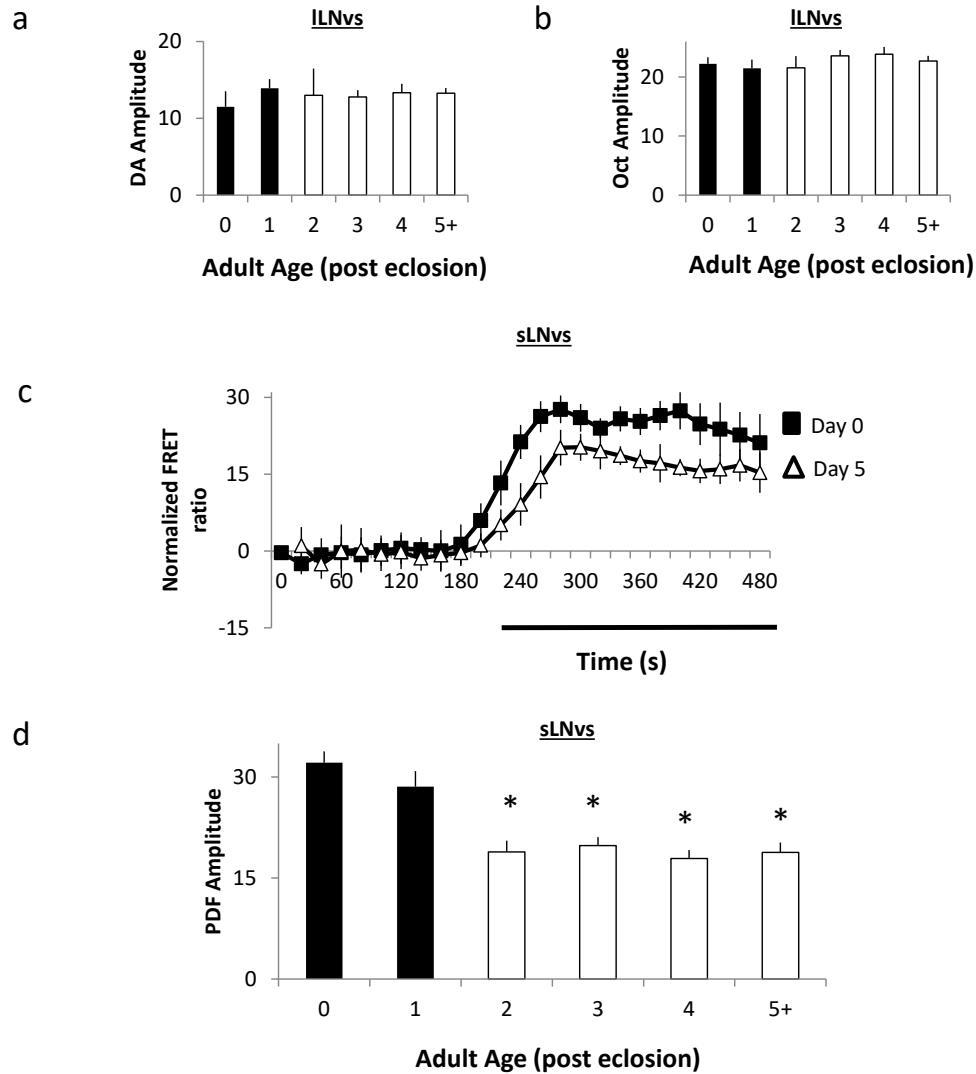 a
lLNvs
20
10
0
DA Amplitude
0 1 2 3 4 5+
Adult Age (post eclosion)
b
lLNvs
20
10
0
Oct Amplitude
0 1 2 3 4 5+
Adult Age (post eclosion)
c
sLNvs
30
15
0
-15
Normalized FRET
ratio
0 60 120 180 240 300 360 420 480
Time (s)
Day 0
Day 5
d
sLNvs
30
15
0
PDF Amplitude
* * * *
0 1 2 3 4 5+
Adult Age (post eclosion)